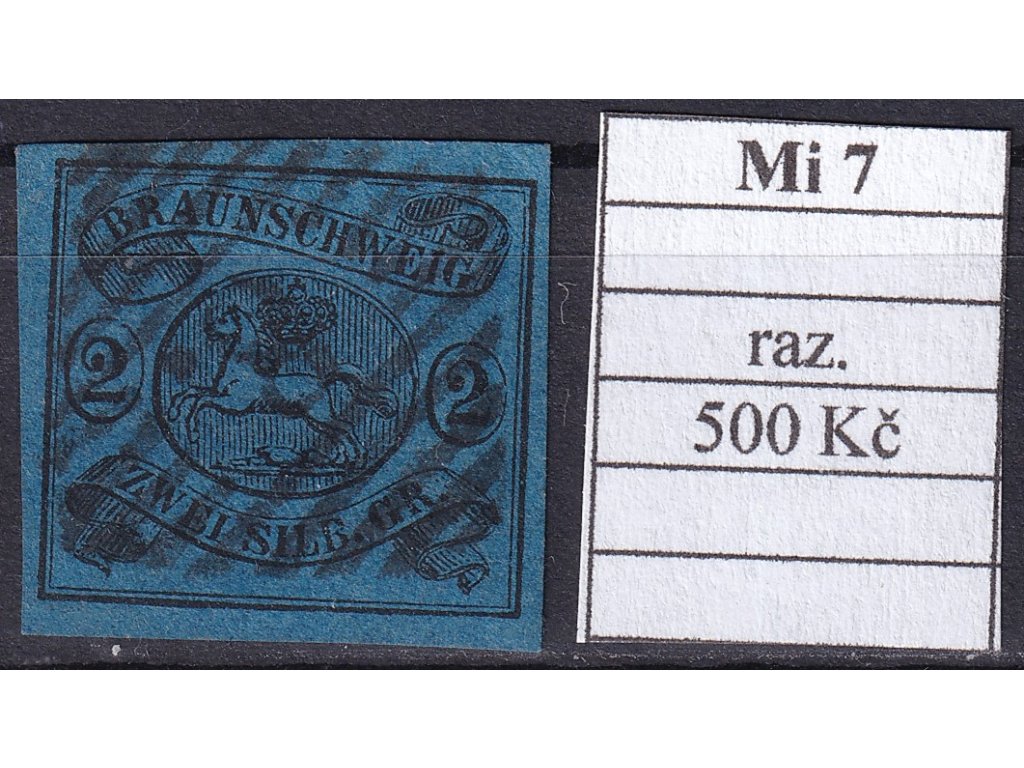 BRAUNSCHWEIG
2 2
ZWEI SILB. GR.
Mi 7
raz.
500 Kč